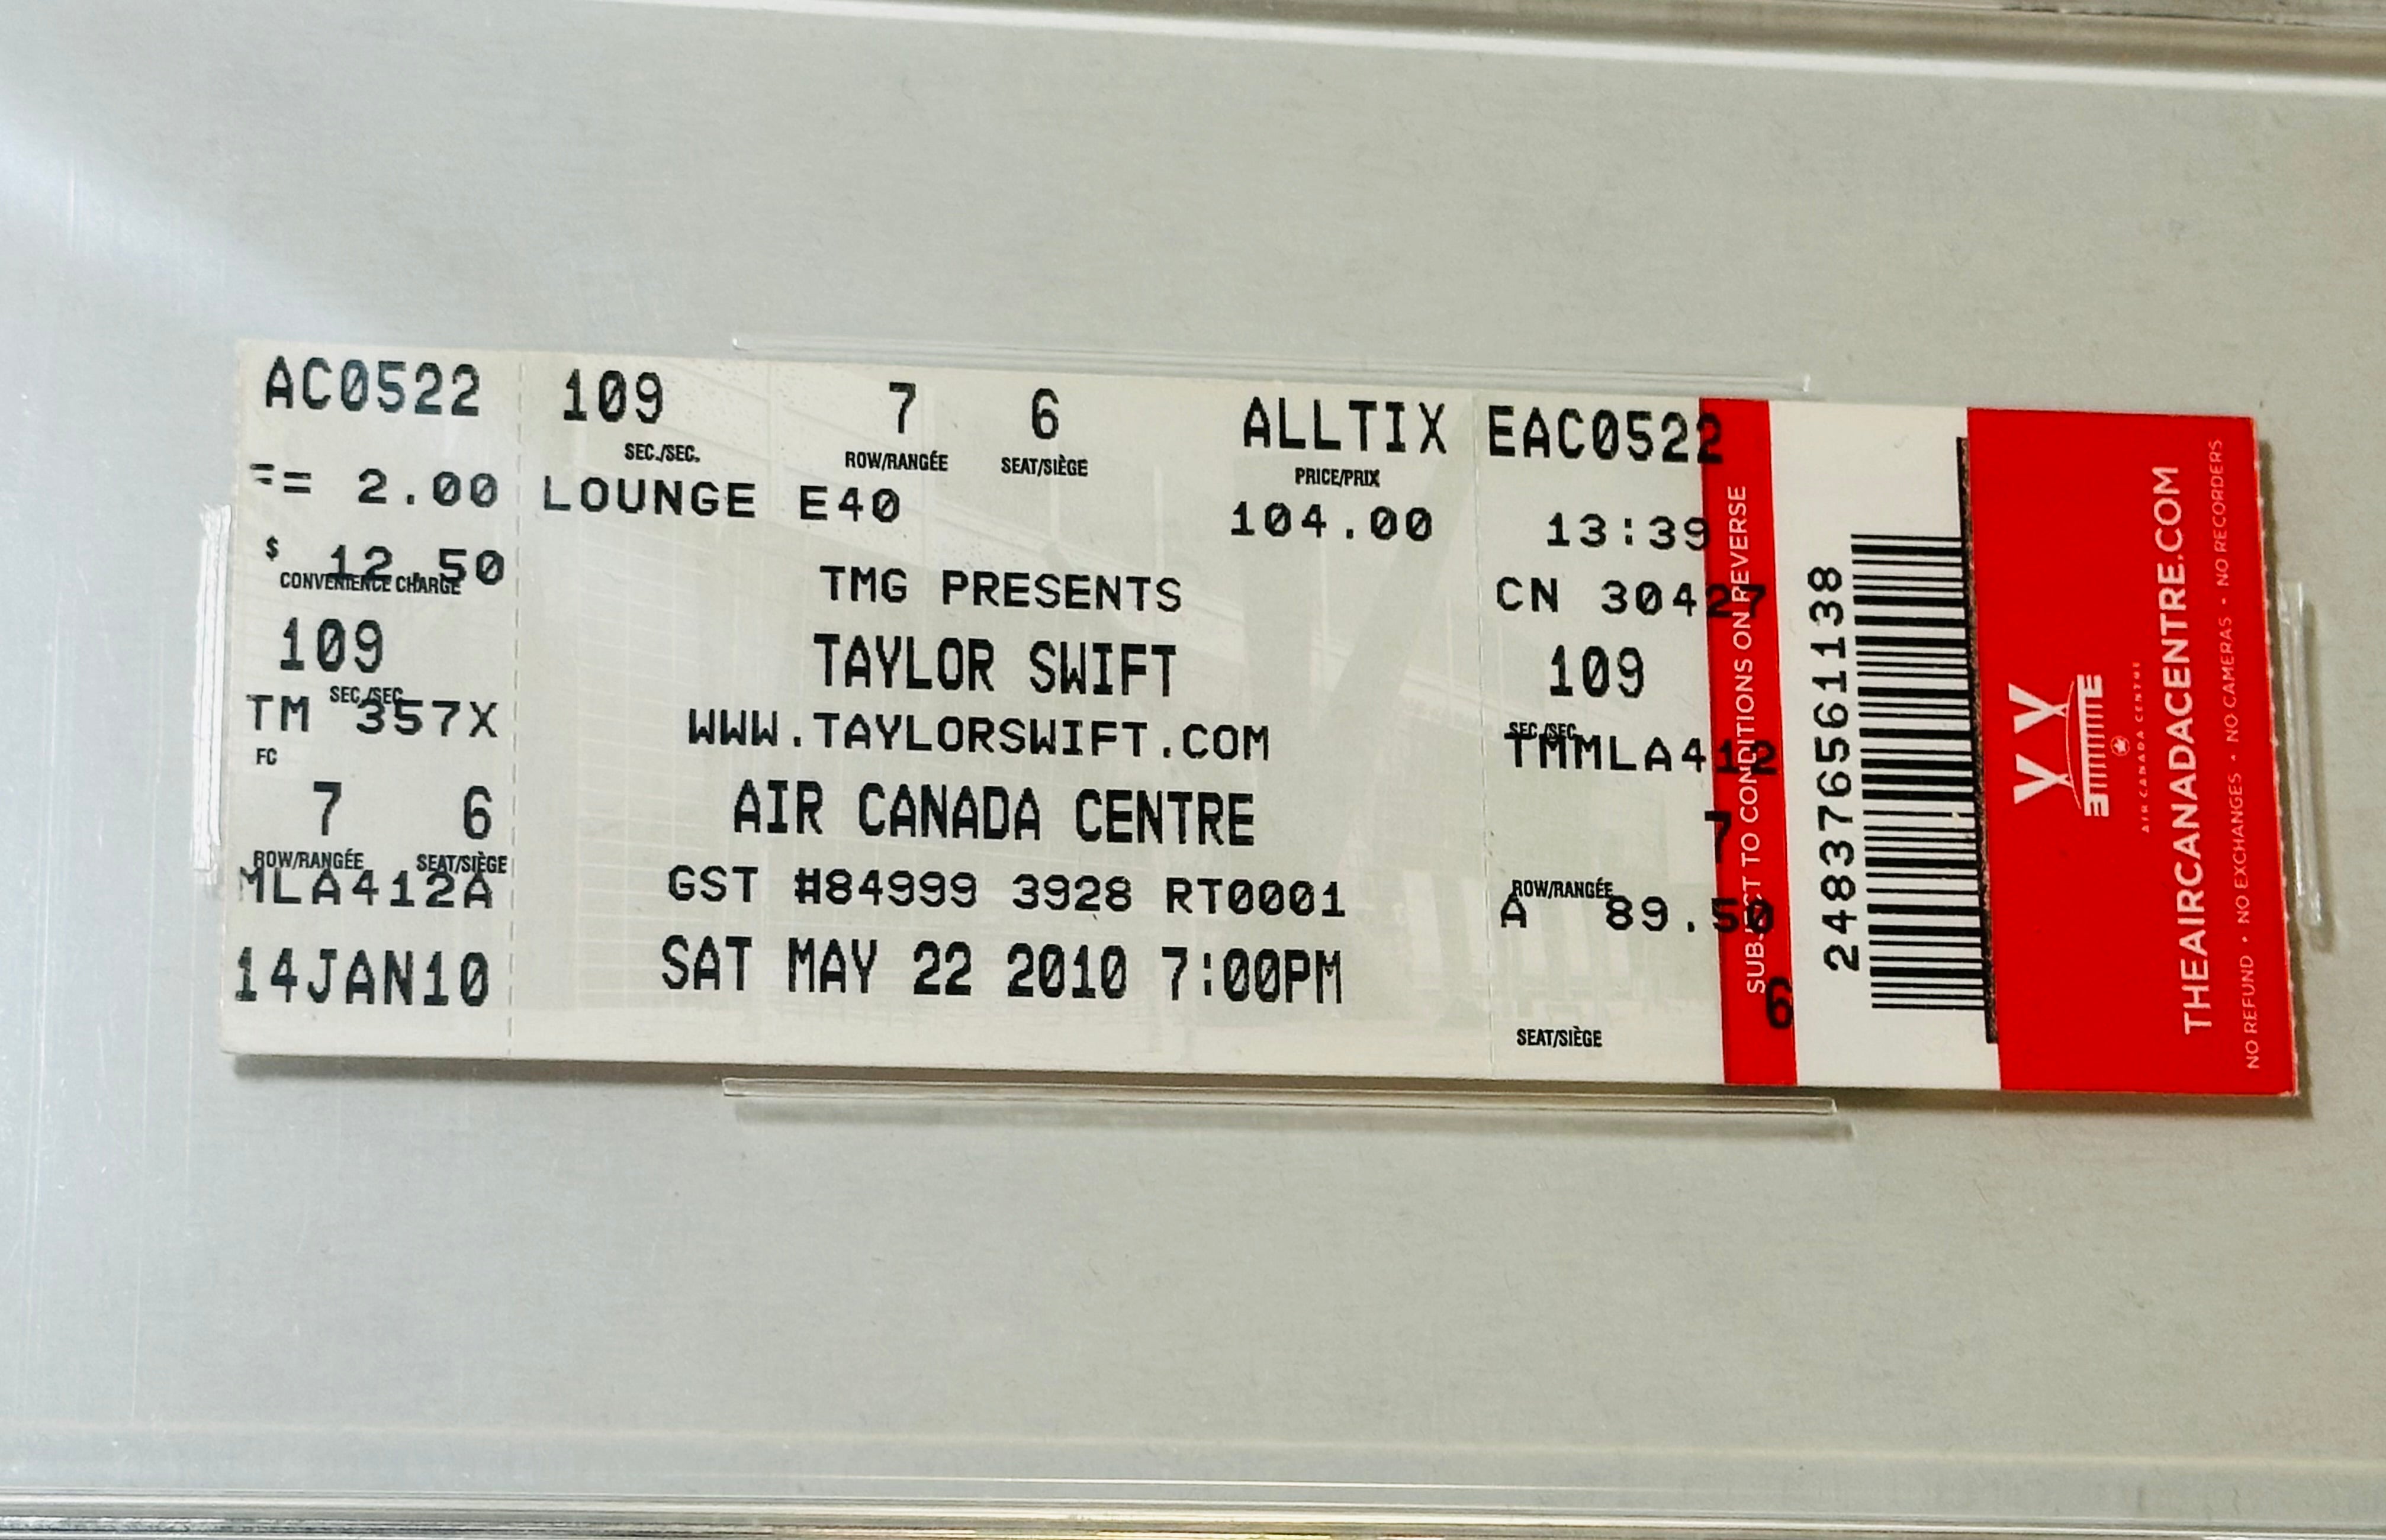 AC0522
== 2.00
$ 12.50
CONVENIENCE CHARGE
109
SEC./SEC.
TM 357X
FC
7 6
ROW/RANGÉE SEAT/SIÈGE
MLA412A
14JAN10
109 7 6 ALLTIX
SEC./SEC. ROW/RANGÉE SEAT/SIÈGE PRICE/PRIX
LOUNGE E40 104.00
TMG PRESENTS
TAYLOR SWIFT
WWW.TAYLORSWIFT.COM
AIR CANADA CENTRE
GST #84999 3928 RT0001
SAT MAY 22 2010 7:00PM
EAC0522
13:39
CN 30427
109
SEC./SEC.
TMMLA412
7
ROW/RANGÉE
A 89.50
6
SEAT/SIÈGE
SUBJECT TO CONDITIONS ON REVERSE
2483765561138
AIR CANADA CENTRE
THEAIRCANADACENTRE.COM
NO REFUND • NO EXCHANGES • NO CAMERAS • NO RECORDERS